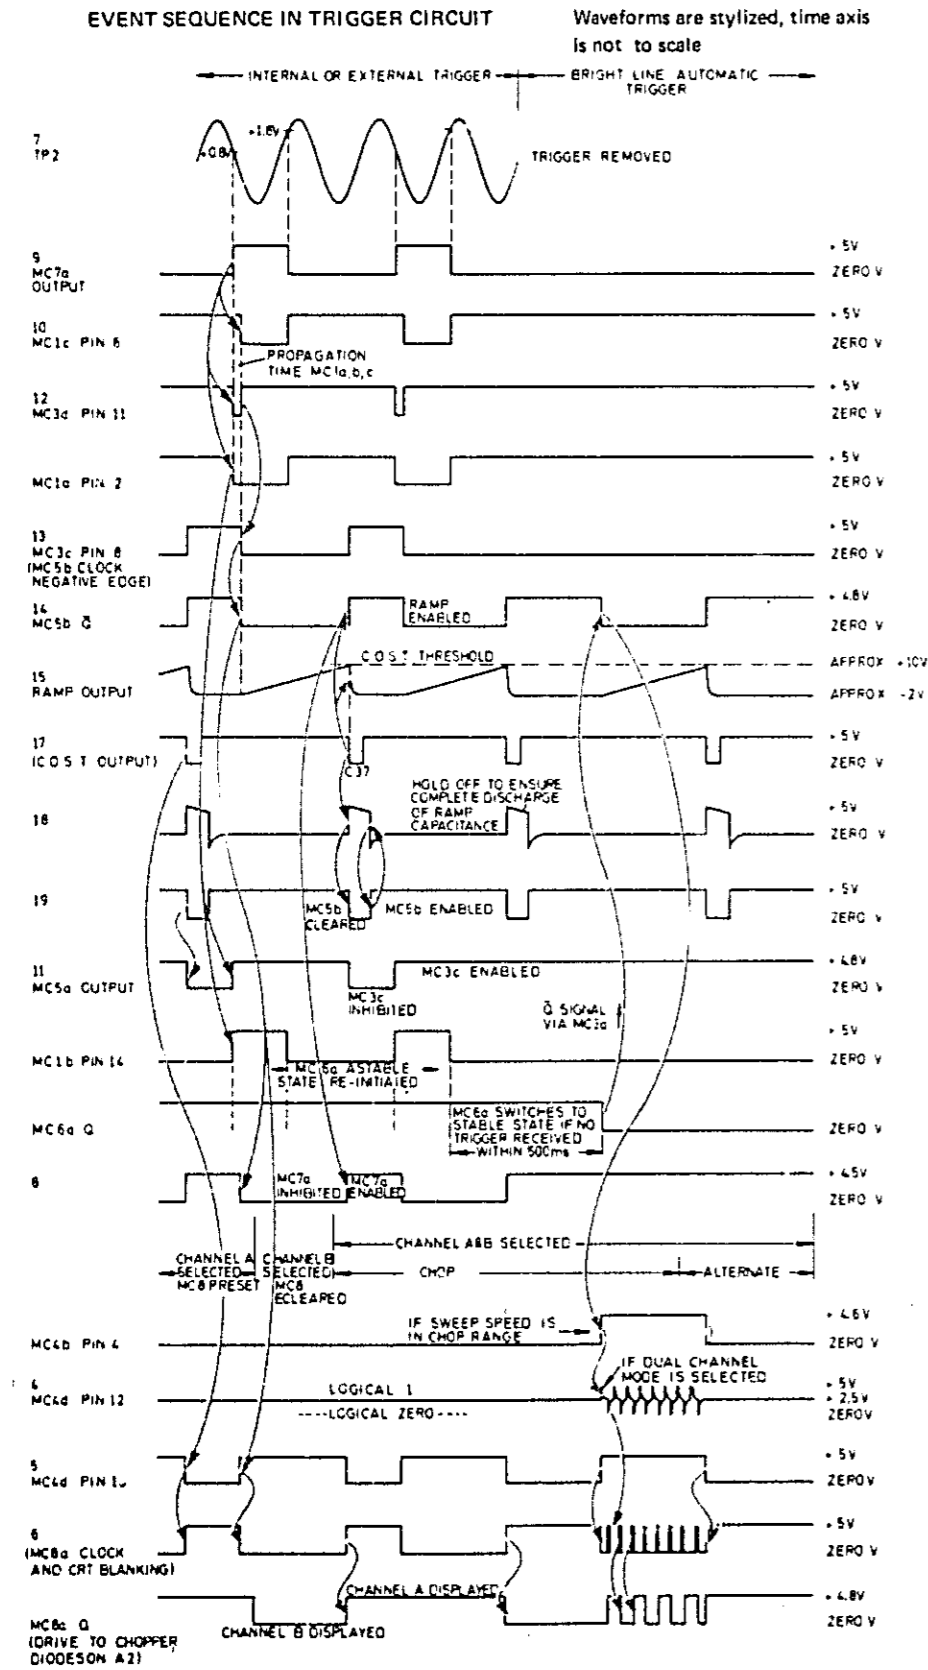 EVENT SEQUENCE IN TRIGGER CIRCUIT
Waveforms are stylized, time axis
is not to scale
INTERNAL OR EXTERNAL TRIGGER
BRIGHT LINE AUTOMATIC
TRIGGER
7
TP2
+0.8V
+1.8V
TRIGGER REMOVED
9
MC7a
OUTPUT
+ 5V
ZERO V
10
MC1c PIN 6
+ 5V
ZERO V
PROPAGATION
TIME MC1a,b,c
12
MC3d PIN 11
+ 5V
ZERO V
MC1a PIN 2
+ 5V
ZERO V
13
MC3c PIN 8
(MC5b CLOCK
NEGATIVE EDGE)
+ 5V
ZERO V
14
MC5b Q̄
RAMP
ENABLED
+ 4.8V
ZERO V
15
RAMP OUTPUT
C.O.S.T THRESHOLD
APPROX +10V
APPROX -2V
17
(C O S T OUTPUT)
C37
+ 5V
ZERO V
18
HOLD OFF TO ENSURE
COMPLETE DISCHARGE
OF RAMP
CAPACITANCE
+ 5V
ZERO V
19
MC5b
CLEARED
MC5b ENABLED
+ 5V
ZERO V
11
MC5a OUTPUT
MC3c ENABLED
MC3c
INHIBITED
+ 4.8V
ZERO V
Q̄ SIGNAL
VIA MC3a
MC1b PIN 14
+ 5V
ZERO V
MC6a ASTABLE
STATE RE-INITIATED
MC6a Q
MC6a SWITCHES TO
STABLE STATE IF NO
TRIGGER RECEIVED
WITHIN 500ms
ZERO V
6
MC7a
INHIBITED
MC7a
ENABLED
+ 4.5V
ZERO V
CHANNEL A&B SELECTED
CHANNEL A
SELECTED
MC8 PRESET
CHANNEL B
SELECTED)
MC8
ECLEARED
CHOP
ALTERNATE
MC4b PIN 4
IF SWEEP SPEED IS
IN CHOP RANGE
+ 4.6V
ZERO V
4
MC4d PIN 12
LOGICAL 1
----LOGICAL ZERO----
IF DUAL CHANNEL
MODE IS SELECTED
+ 5V
+ 2.5V
ZERO V
5
MC4d PIN
+ 5V
ZERO V
6
(MC8a CLOCK
AND CRT BLANKING)
+ 5V
ZERO V
MC8a Q
(DRIVE TO CHOPPER
DIODESON A2)
CHANNEL B DISPLAYED
CHANNEL A DISPLAYED
+ 4.8V
ZERO V